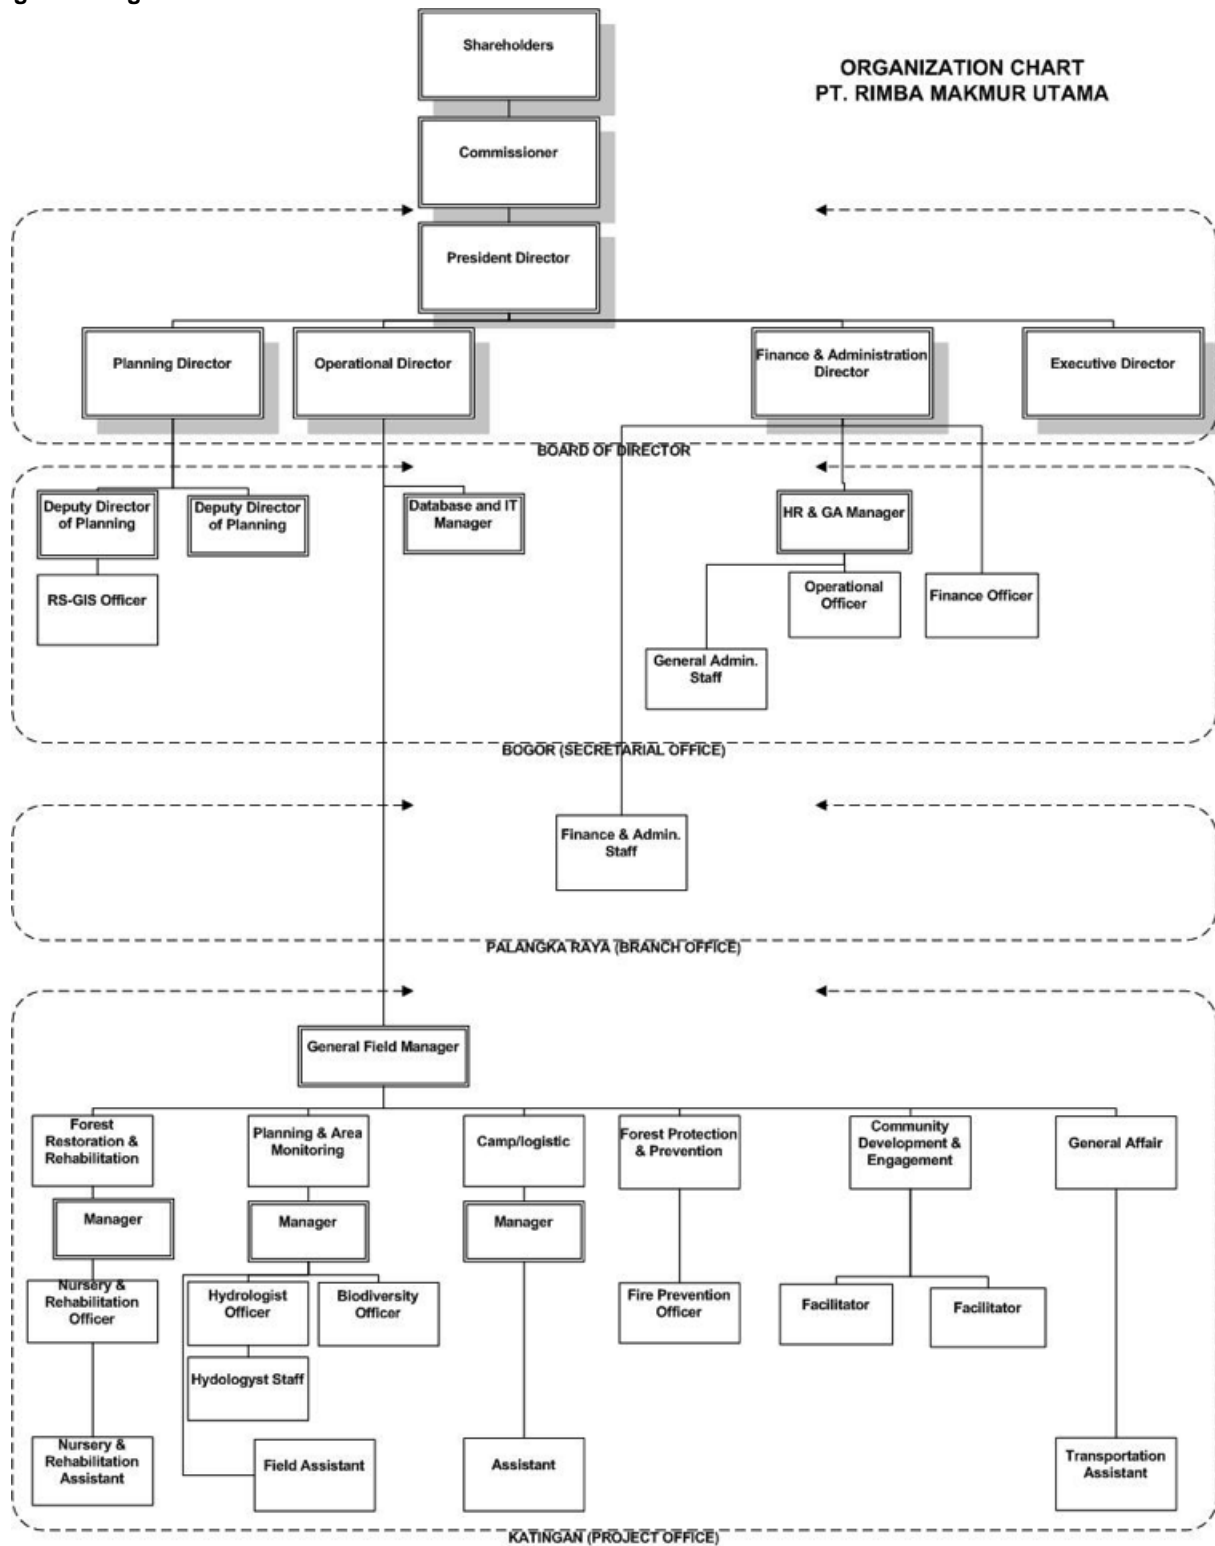 Shareholders
ORGANIZATION CHART
PT. RIMBA MAKMUR UTAMA
Commissioner
President Director
Planning Director
Operational Director
Finance & Administration
Director
Executive Director
BOARD OF DIRECTOR
Deputy Director
of Planning
Deputy Director
of Planning
Database and IT
Manager
HR & GA Manager
RS-GIS Officer
Operational
Officer
Finance Officer
General Admin.
Staff
BOGOR (SECRETARIAL OFFICE)
Finance & Admin.
Staff
PALANGKA RAYA (BRANCH OFFICE)
General Field Manager
Forest
Restoration &
Rehabilitation
Planning & Area
Monitoring
Camp/logistic
Forest Protection
& Prevention
Community
Development &
Engagement
General Affair
Manager
Manager
Manager
Nursery &
Rehabilitation
Officer
Hydrologist
Officer
Biodiversity
Officer
Fire Prevention
Officer
Facilitator
Facilitator
Hydologyst Staff
Nursery &
Rehabilitation
Assistant
Field Assistant
Assistant
Transportation
Assistant
KATINGAN (PROJECT OFFICE)